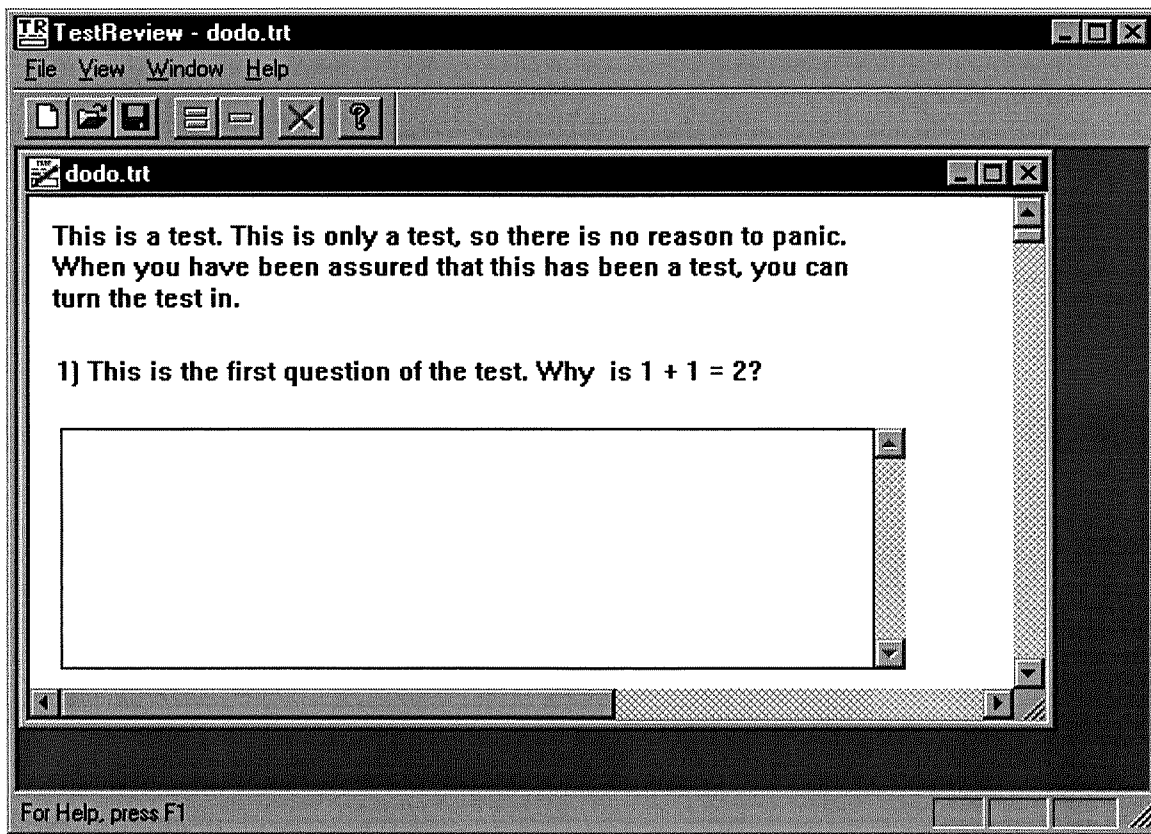 TR TestReview - dodo.trt
File View Window Help
dodo.trt
This is a test. This is only a test, so there is no reason to panic.
When you have been assured that this has been a test, you can
turn the test in.
1) This is the first question of the test. Why  is 1 + 1 = 2?
For Help, press F1